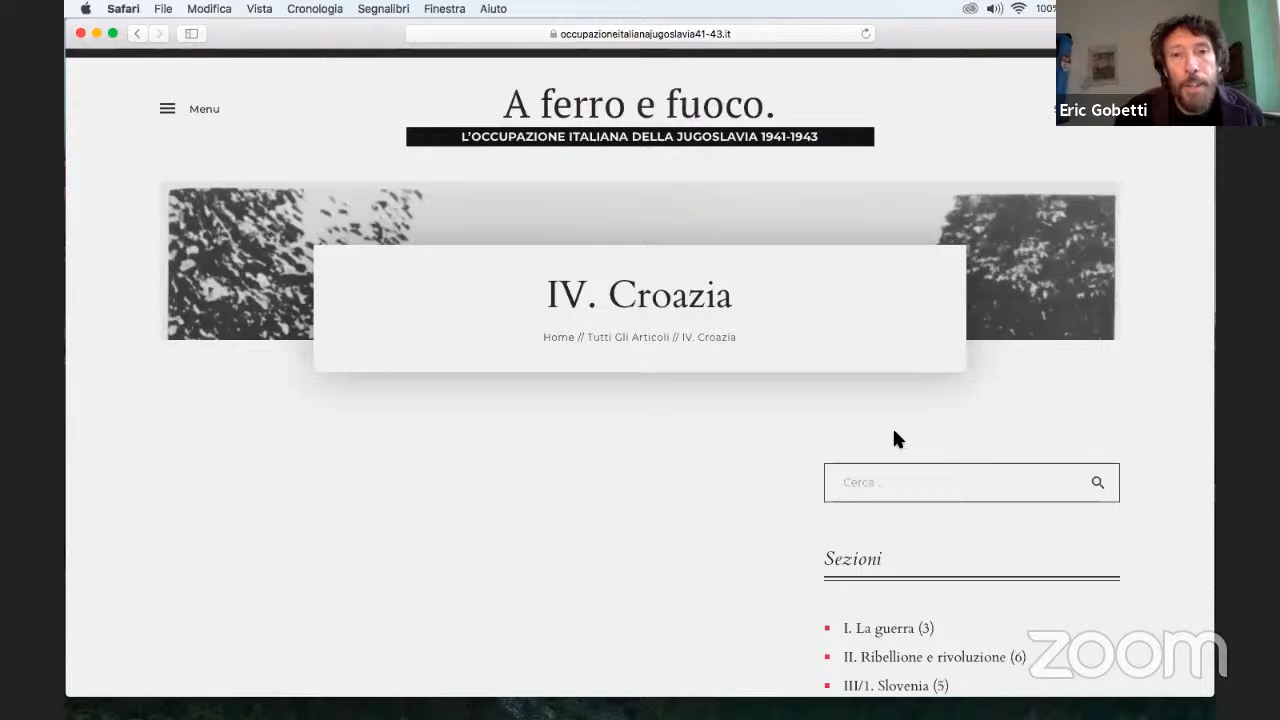 Safari File Modifica Vista Cronologia Segnalibri Finestra Aiuto 100%
occupazioneitalianajugoslavia41-43.it
Eric Gobetti
Menu
A ferro e fuoco.
L'OCCUPAZIONE ITALIANA DELLA JUGOSLAVIA 1941-1943
IV. Croazia
Home // Tutti Gli Articoli // IV. Croazia
Cerca ...
Sezioni
I. La guerra (3)
II. Ribellione e rivoluzione (6)
III/1. Slovenia (5)
zoom